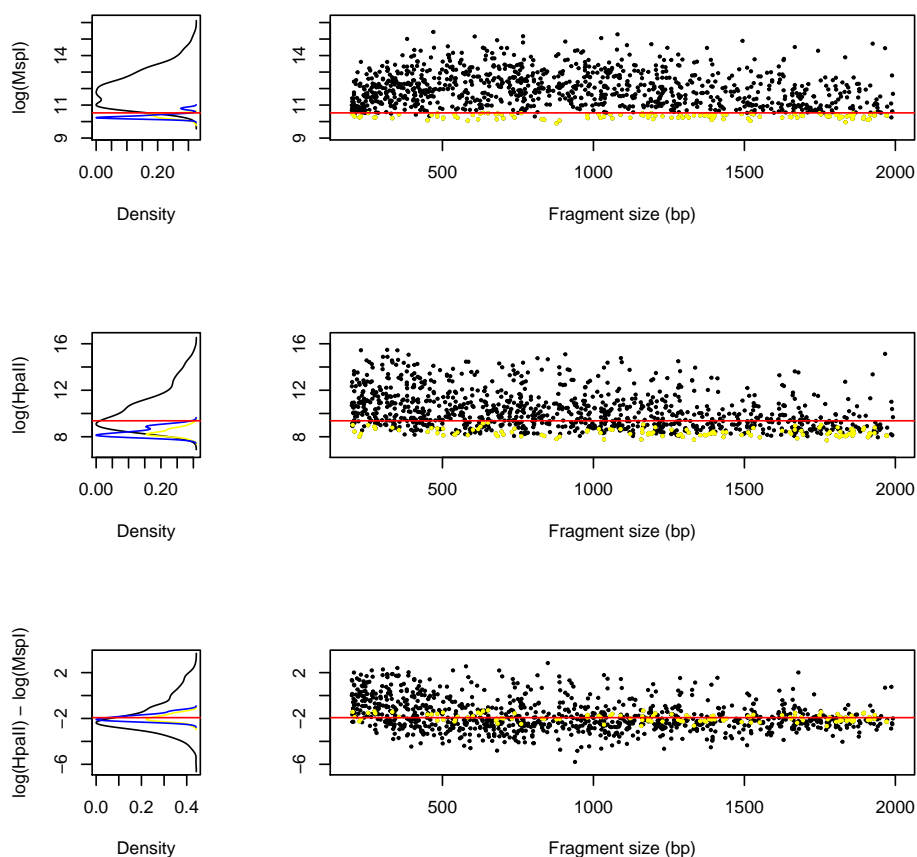 log(MspI)
14
11
9
0.00 0.20
Density
500 1000 1500 2000
Fragment size (bp)
log(HpaII)
16
12
8
16
12
8
0.00 0.20
Density
500 1000 1500 2000
Fragment size (bp)
log(HpaII) − log(MspI)
2
−2
−6
2
−2
−6
0.0 0.2 0.4
Density
500 1000 1500 2000
Fragment size (bp)